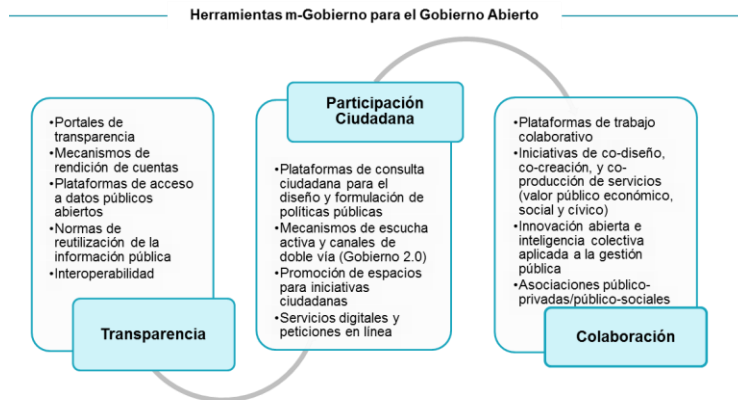 Herramientas m-Gobierno para el Gobierno Abierto
•Portales de
transparencia
•Mecanismos de
rendición de cuentas
•Plataformas de acceso
a datos públicos
abiertos
•Normas de
reutilización de la
información pública
•Interoperabilidad
Transparencia
Participación
Ciudadana
•Plataformas de consulta
ciudadana para el
diseño y formulación de
políticas públicas
•Mecanismos de escucha
activa y canales de
doble vía (Gobierno 2.0)
•Promoción de espacios
para iniciativas
ciudadanas
•Servicios digitales y
peticiones en línea
•Plataformas de trabajo
colaborativo
•Iniciativas de co-diseño,
co-creación, y co-
producción de servicios
(valor público económico,
social y cívico)
•Innovación abierta e
inteligencia colectiva
aplicada a la gestión
pública
•Asociaciones público-
privadas/público-sociales
Colaboración